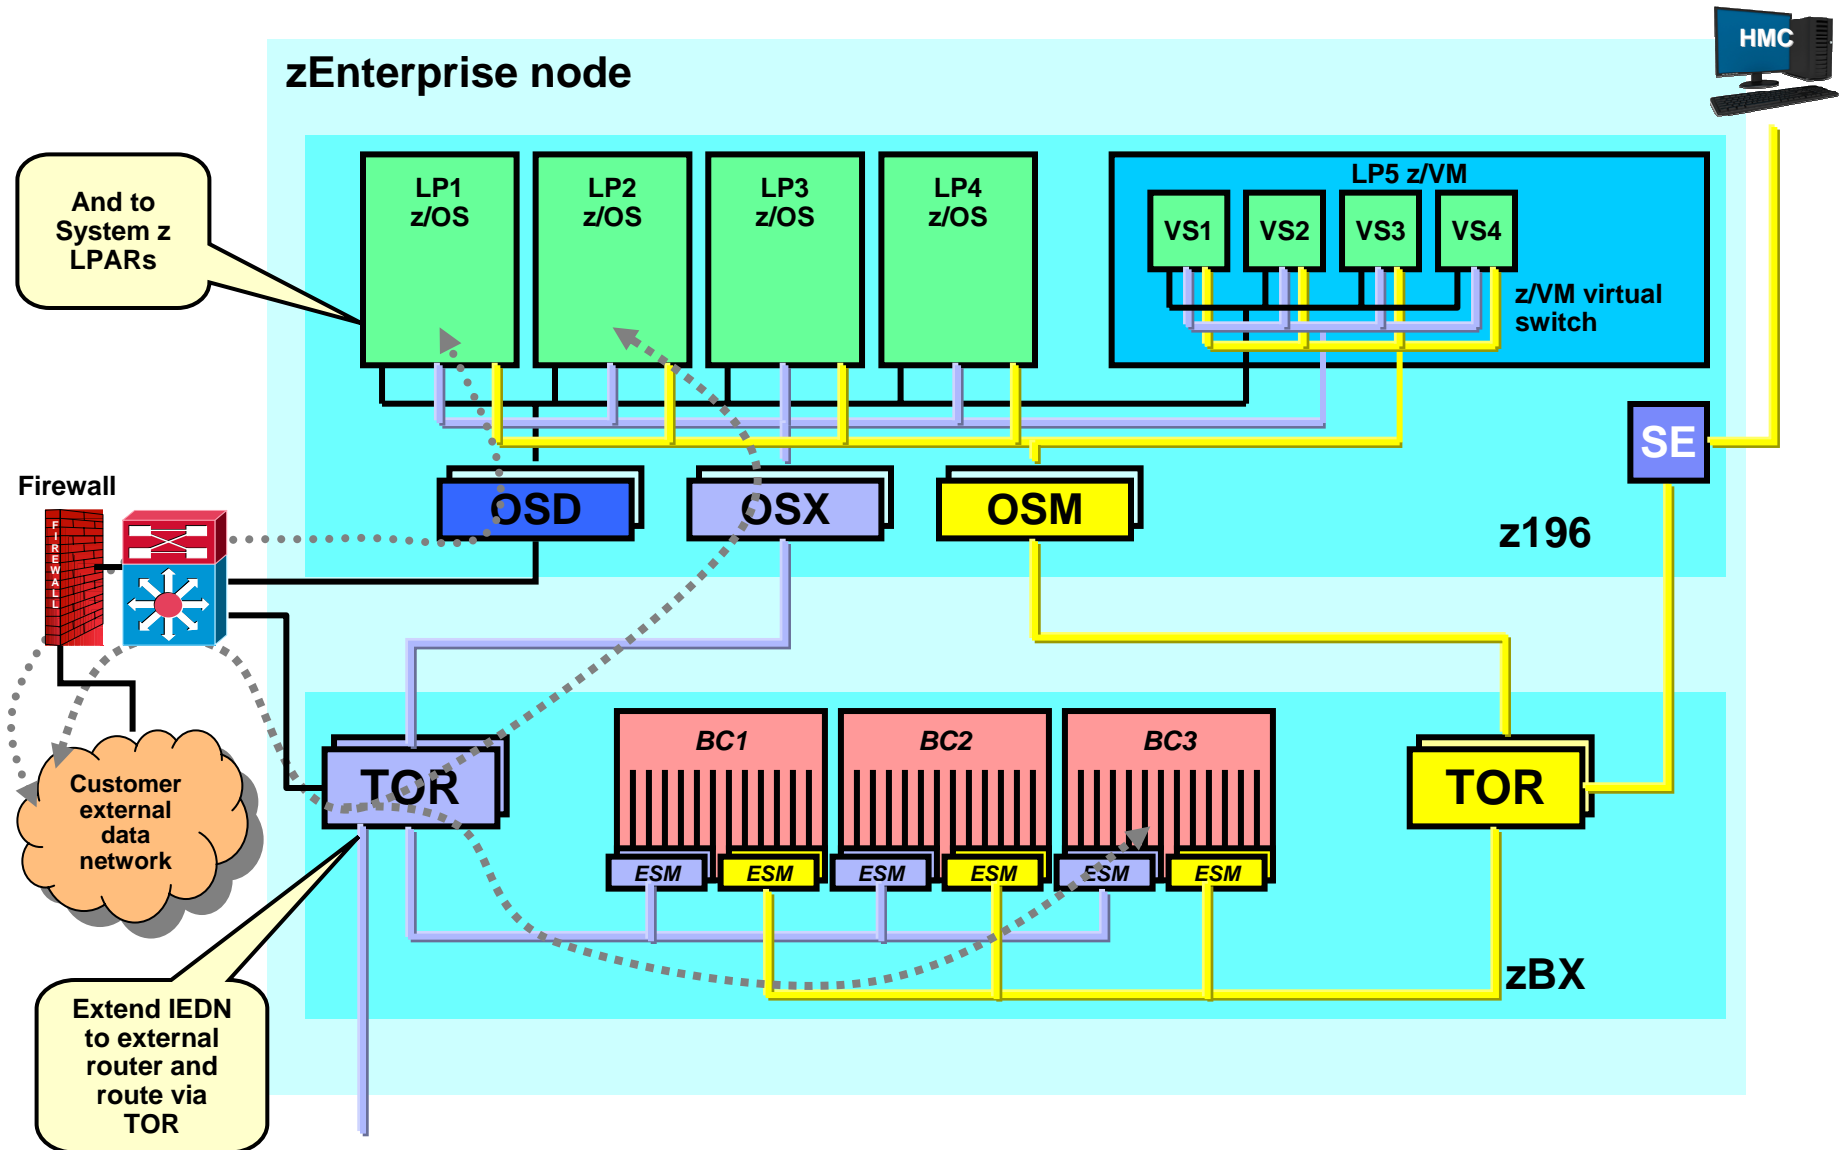 HMC
zEnterprise node
And to
System z
LPARs
LP1
z/OS
LP2
z/OS
LP3
z/OS
LP4
z/OS
LP5 z/VM
VS1
VS2
VS3
VS4
z/VM virtual
switch
SE
Firewall
FIREWALL
OSD
OSX
OSM
z196
Customer
external
data
network
TOR
BC1
BC2
BC3
TOR
ESM
ESM
ESM
ESM
ESM
ESM
zBX
Extend IEDN
to external
router and
route via
TOR